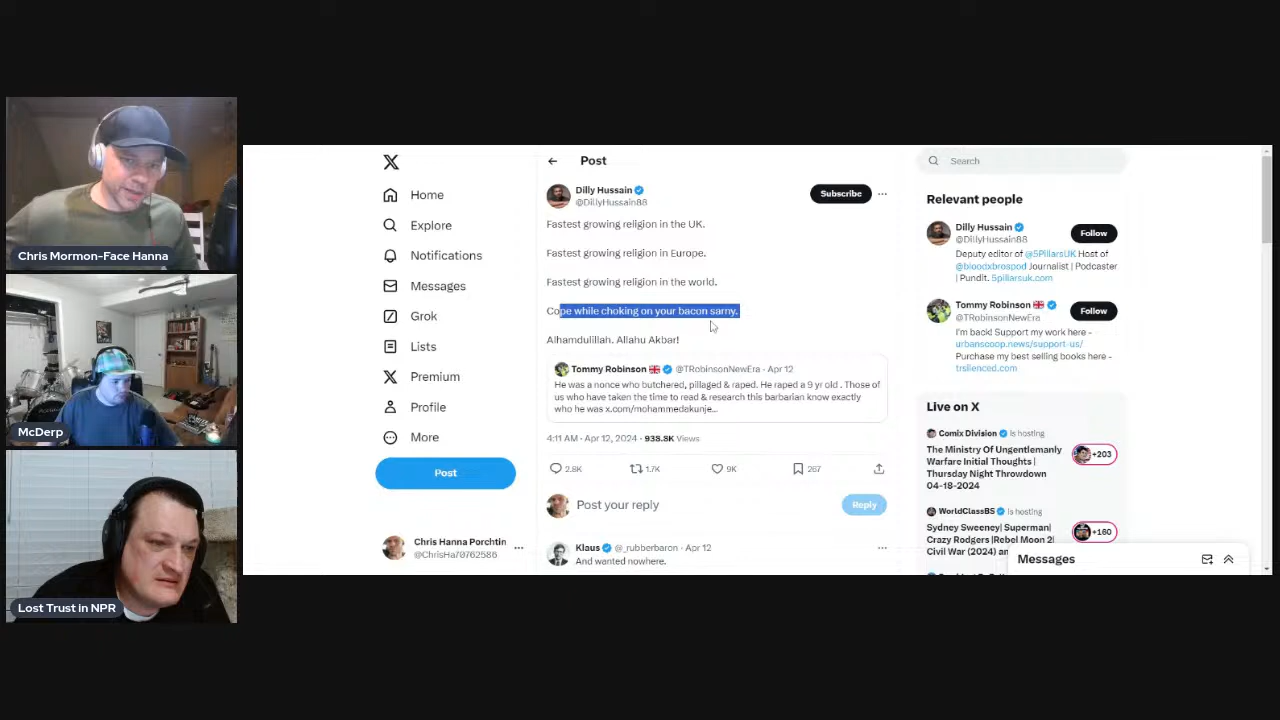 Chris Mormon-Face Hanna
McDerp
Lost Trust in NPR
X
Home
Explore
Notifications
Messages
Grok
Lists
Premium
Profile
More
Post
Chris Hanna Porchtin
@ChrisHa70762586
Post
Dilly Hussain
@DillyHussain88
Subscribe
Fastest growing religion in the UK.
Fastest growing religion in Europe.
Fastest growing religion in the world.
Cope while choking on your bacon sarny.
Alhamdulillah. Allahu Akbar!
Tommy Robinson 🇬🇧 @TRobinsonNewEra · Apr 12
He was a nonce who butchered, pillaged & raped. He raped a 9 yr old . Those of
us who have taken the time to read & research this barbarian know exactly
who he was x.com/mohammedakunje...
4:11 AM · Apr 12, 2024 · 938.8K Views
2.8K 1.7K 9K 267
Post your reply
Reply
Klaus @_rubberbaron · Apr 12
And wanted nowhere.
Search
Relevant people
Dilly Hussain
@DillyHussain88
Follow
Deputy editor of @5PillarsUK Host of
@bloodxbrospod Journalist | Podcaster
| Pundit. 5pillarsuk.com
Tommy Robinson 🇬🇧
@TRobinsonNewEra
Follow
I'm back! Support my work here -
urbanscoop.news/support-us/
Purchase my best selling books here -
trsilenced.com
Live on X
Comix Division is hosting
The Ministry Of Ungentlemanly
Warfare Initial Thoughts |
Thursday Night Throwdown
04-18-2024
+203
WorldClassBS is hosting
Sydney Sweeney| Superman|
Crazy Rodgers |Rebel Moon 2|
Civil War (2024) an
+160
Messages